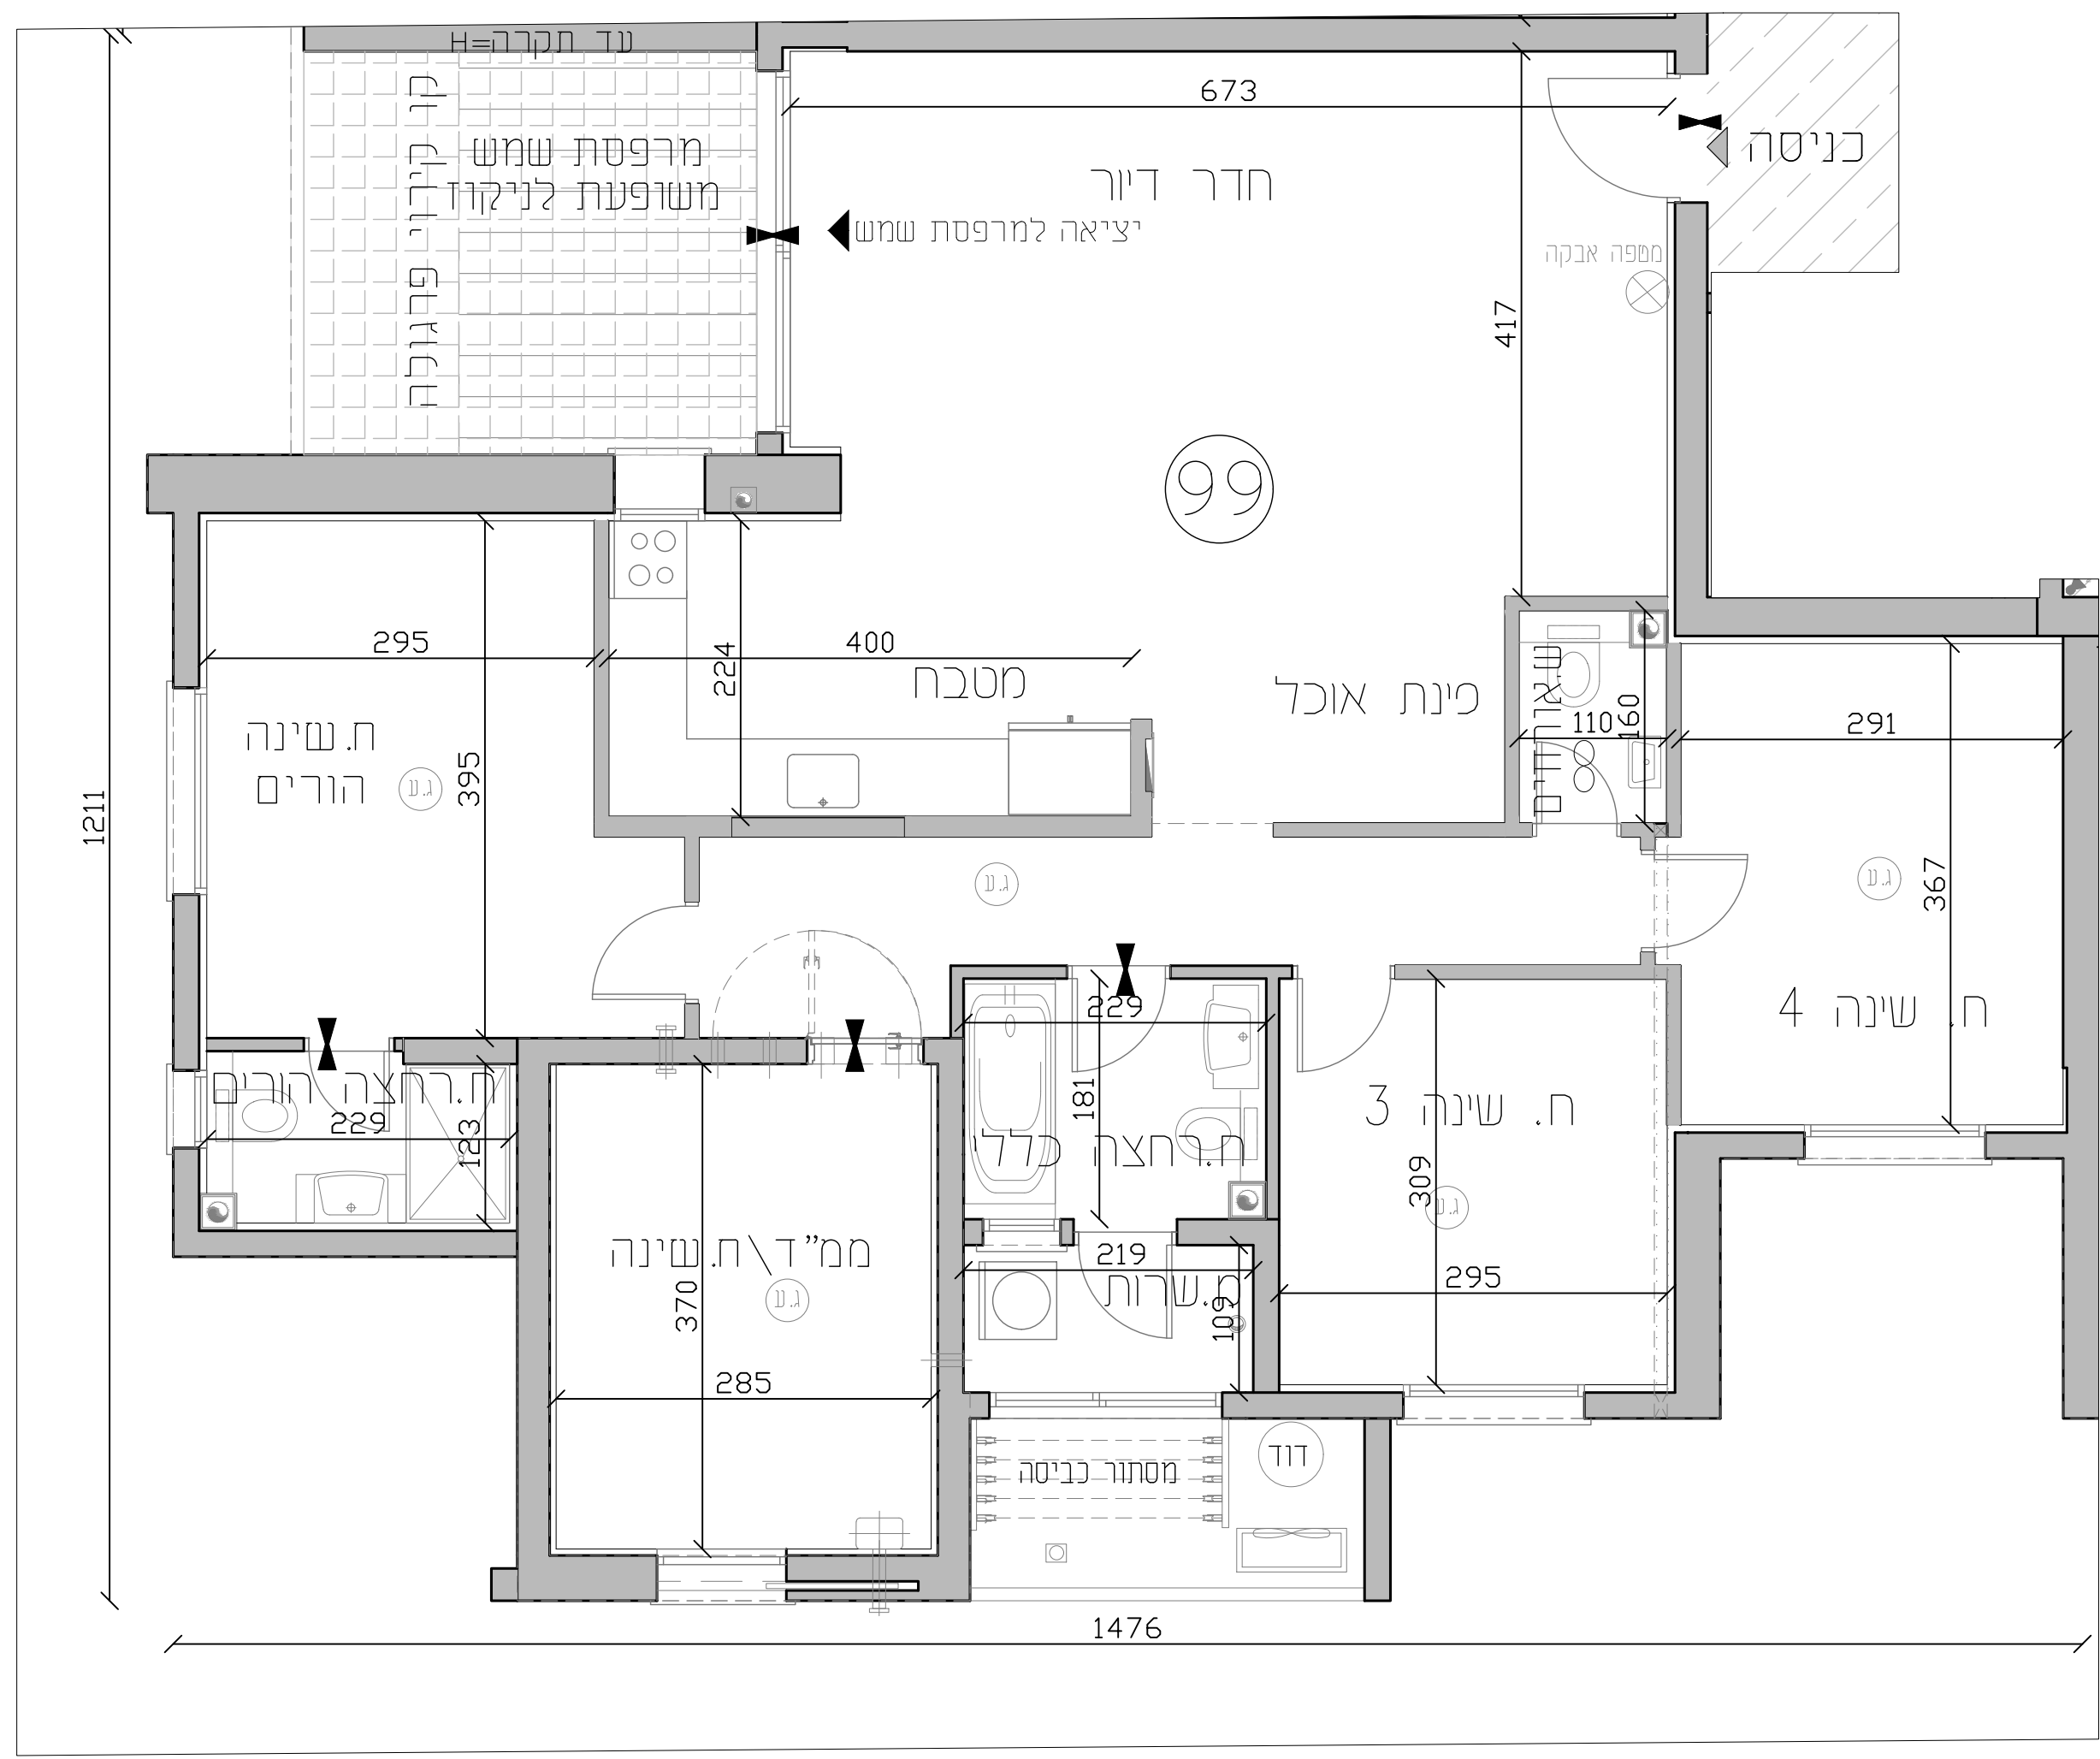 עד תקרה=H
קו קירוי פרגולה
מרפסת שמש
משופעת לניקוז
673
חדר דיור
יציאה למרפסת שמש
כניסה
מטפה אבקה
417
99
295
400
224
מטבח
פינת אוכל
שירותי
110
160
80
291
ח.שינה
הורים
ג.ע
395
1211
ג.ע
ג.ע
367
ח. שינה 4
229
181
ח.רחצה הורים
229
123
ח.רחצה כללי
ח. שינה 3
309
ג.ע
ממ"ד\ח.שינה
ג.ע
370
219
מ.שרות
109
295
285
מסתור כביסה
דוד
1476